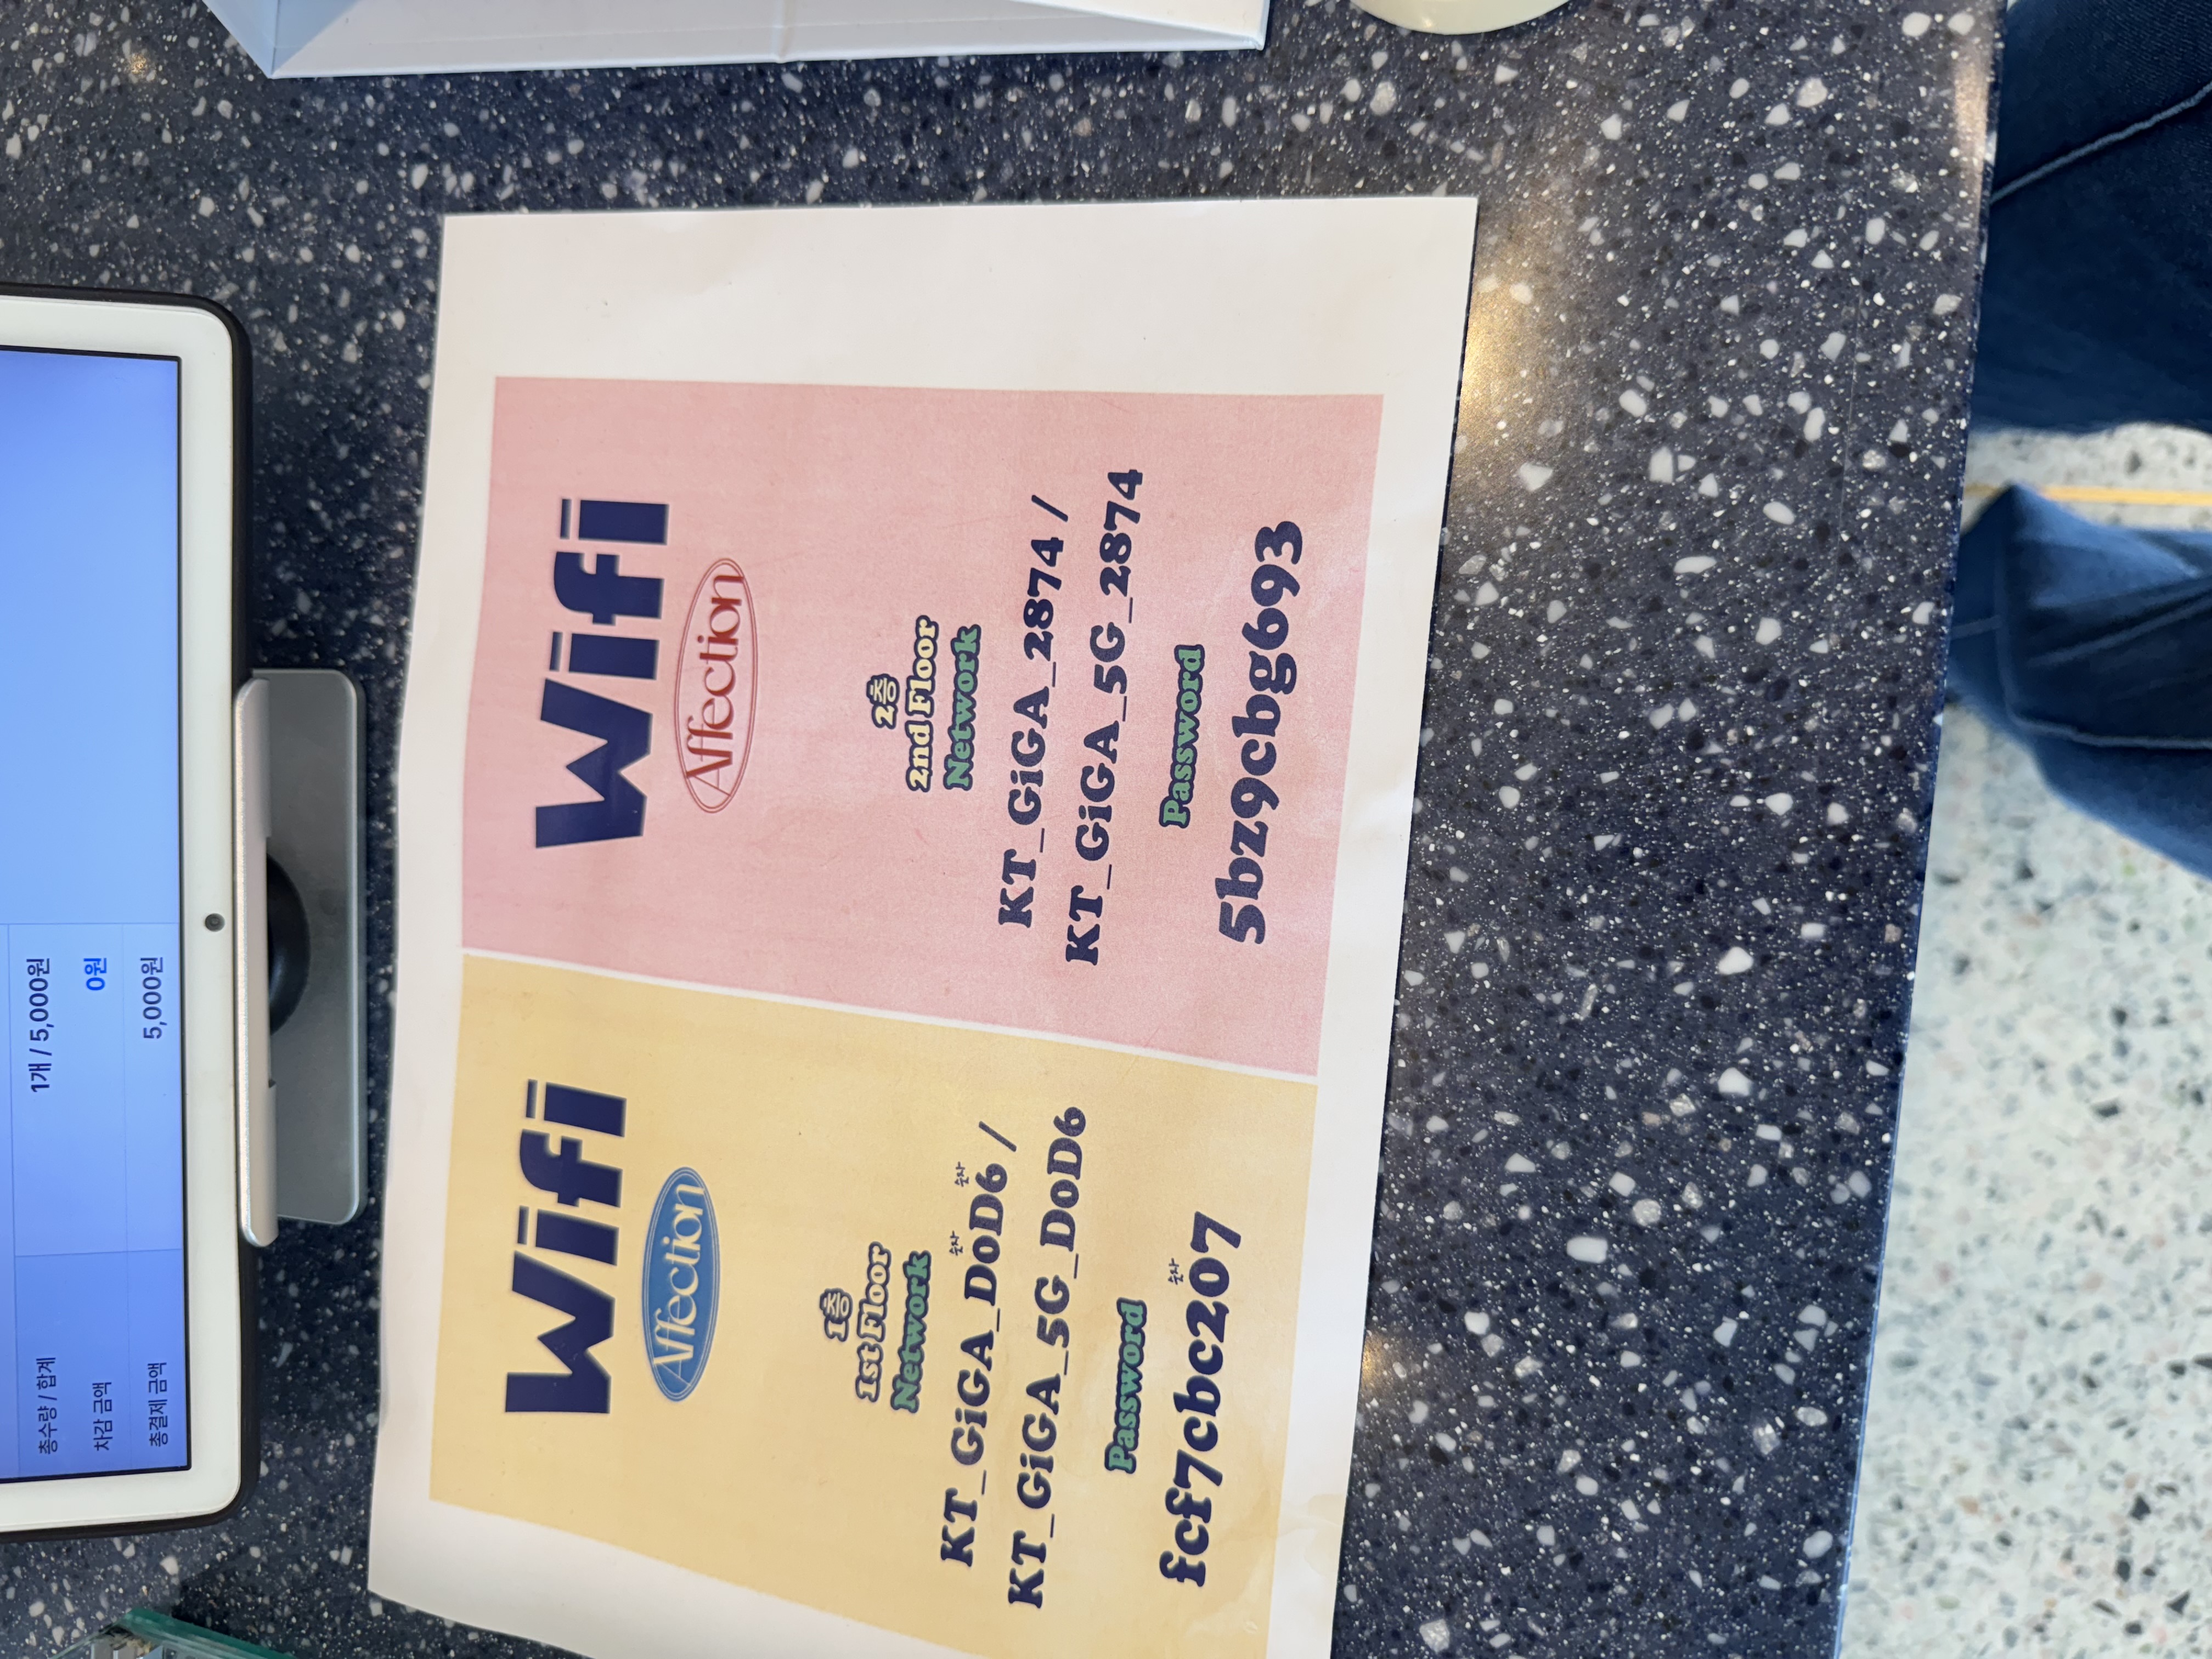 총수량 / 합계 1개 / 5,000원
차감 금액 0원
총결제 금액 5,000원
Wifi
Affection
1층
1st Floor
Network
숫자 숫자
KT_GiGA_D0D6 /
KT_GiGA_5G_D0D6
Password
숫자
fcf7cbc207
Wifi
Affection
2층
2nd Floor
Network
KT_GiGA_2874 /
KT_GiGA_5G_2874
Password
5bz9cbg693